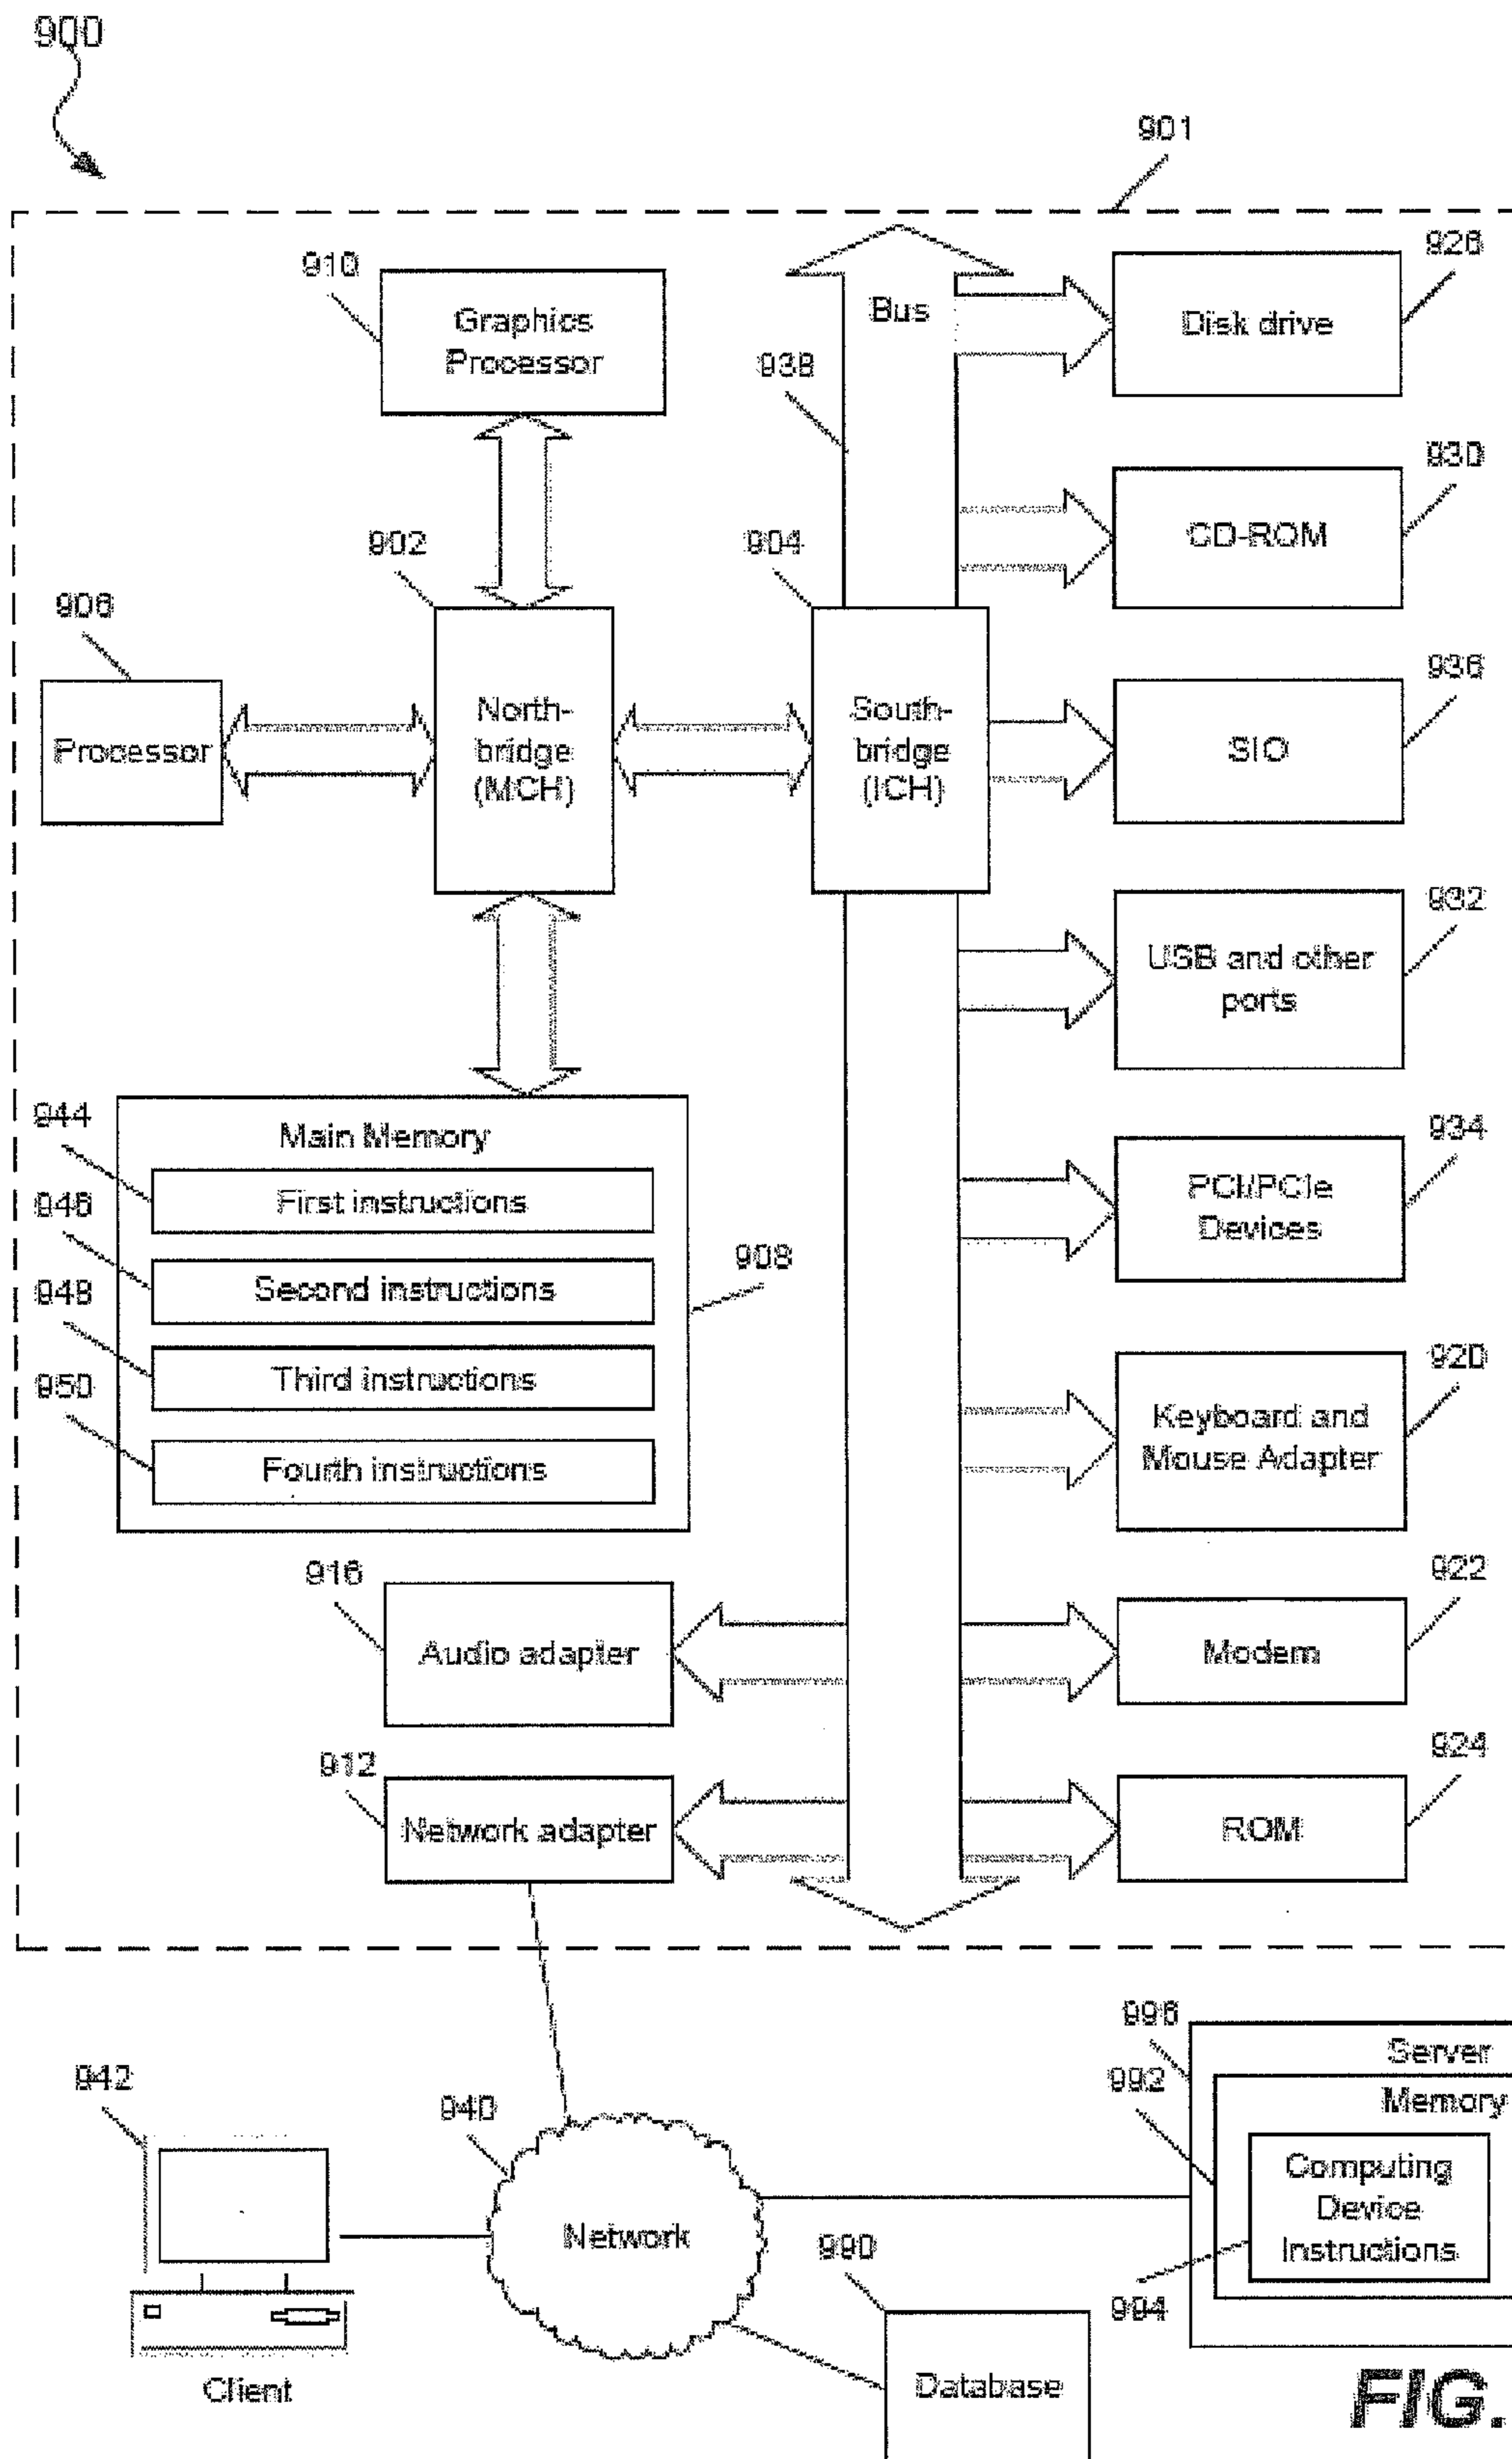 900
901
910
Graphics
Processor
Bus
926
Disk drive
938
930
CD-ROM
902
904
906
Processor
North-
bridge
(MCH)
South-
bridge
(ICH)
936
SIO
932
USB and other
ports
944
Main Memory
First instructions
946
Second instructions
908
948
Third instructions
950
Fourth instructions
934
PCI/PCIe
Devices
920
Keyboard and
Mouse Adapter
916
Audio adapter
922
Modem
912
Network adapter
924
ROM
942
Client
940
Network
996
Server
992
Memory
Computing
Device
Instructions
994
990
Database
FIG.